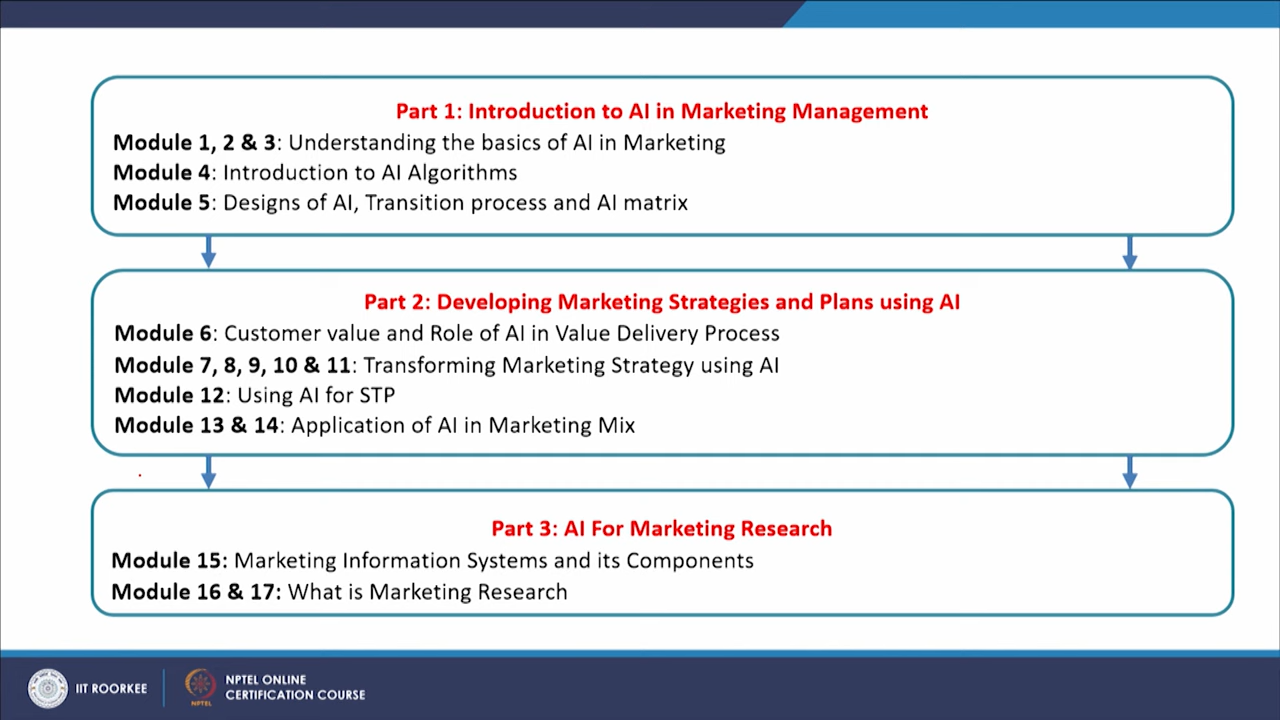 Part 1: Introduction to AI in Marketing Management
Module 1, 2 & 3: Understanding the basics of AI in Marketing
Module 4: Introduction to AI Algorithms
Module 5: Designs of AI, Transition process and AI matrix
Part 2: Developing Marketing Strategies and Plans using AI
Module 6: Customer value and Role of AI in Value Delivery Process
Module 7, 8, 9, 10 & 11: Transforming Marketing Strategy using AI
Module 12: Using AI for STP
Module 13 & 14: Application of AI in Marketing Mix
Part 3: AI For Marketing Research
Module 15: Marketing Information Systems and its Components
Module 16 & 17: What is Marketing Research
IIT ROORKEE
NPTEL
NPTEL ONLINE
CERTIFICATION COURSE